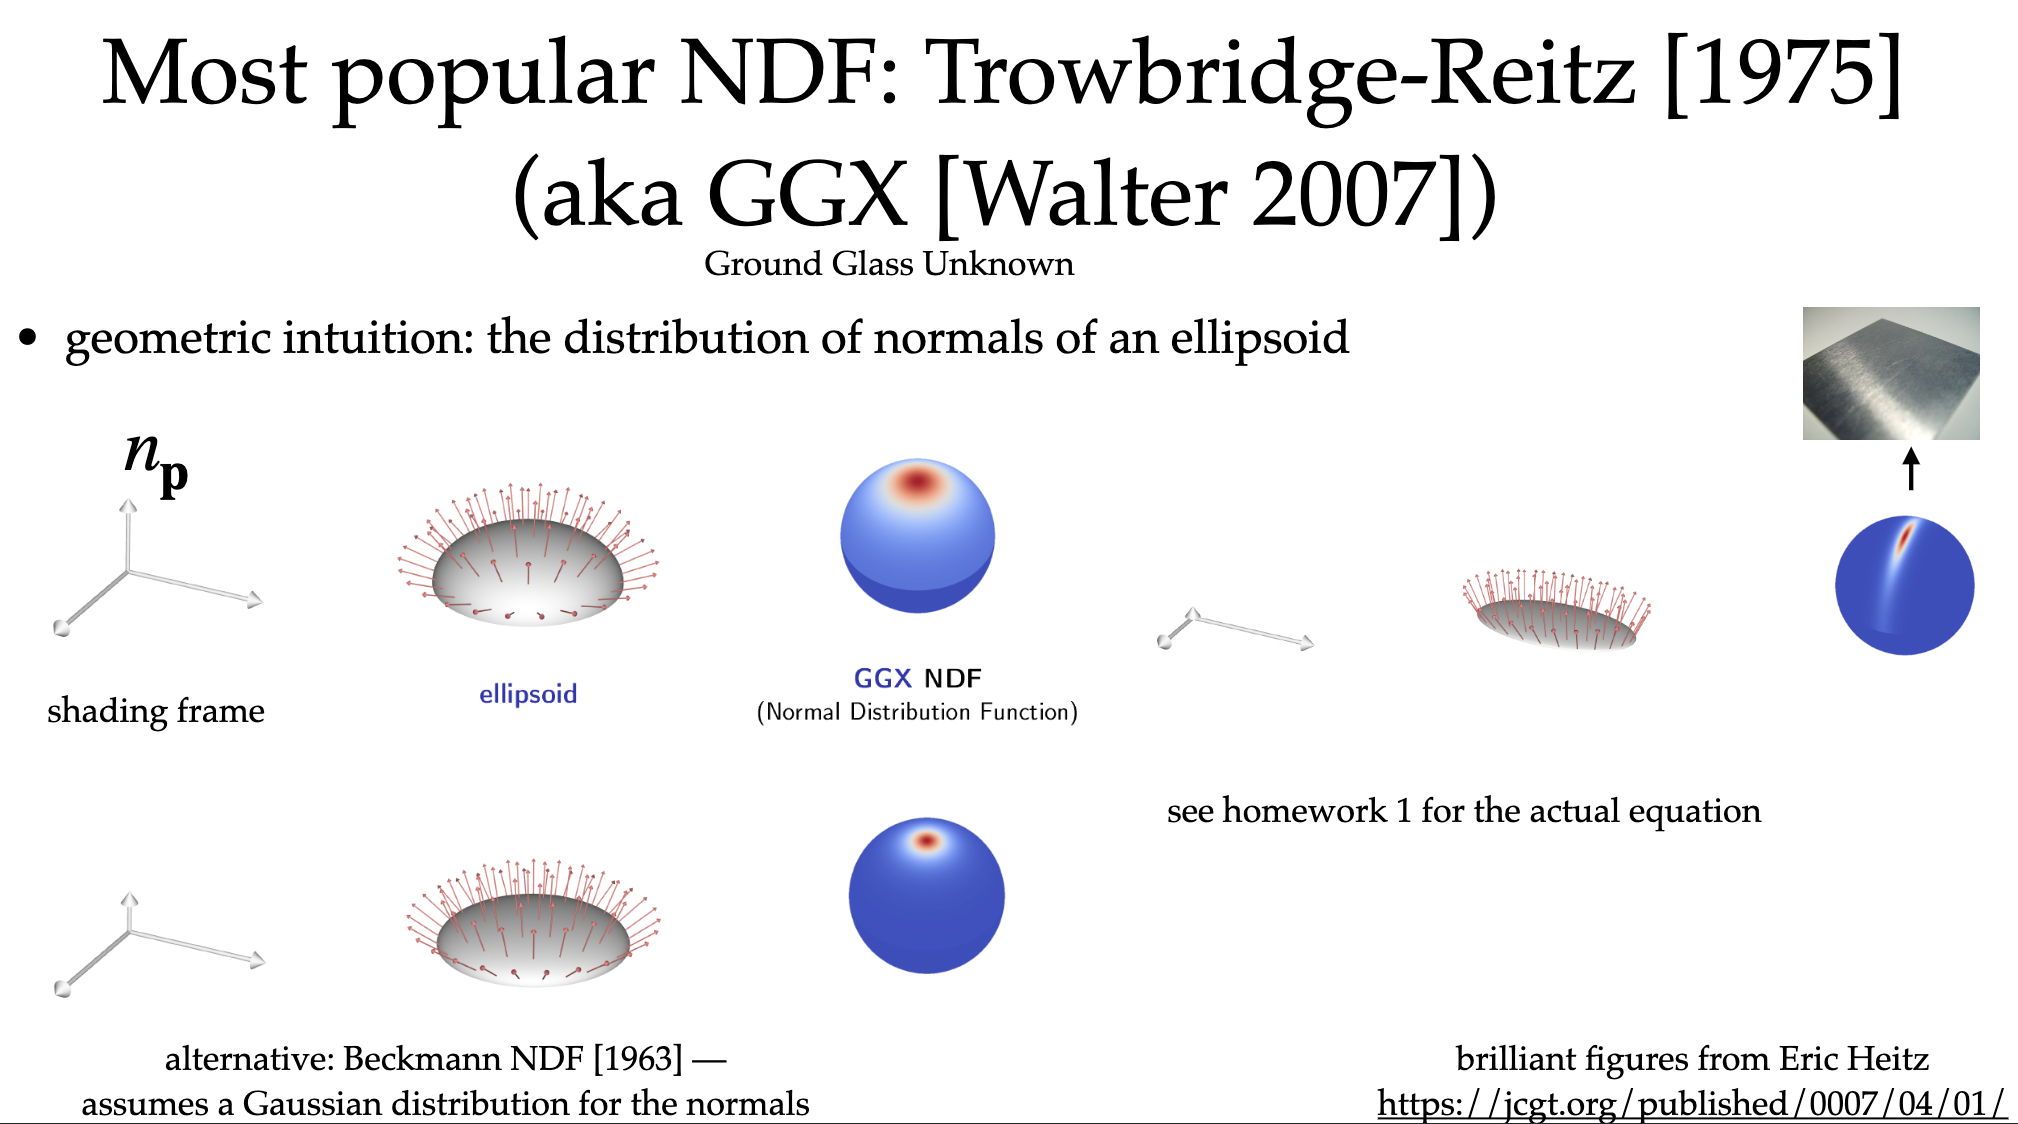 Most popular NDF: Trowbridge-Reitz [1975]
(aka GGX [Walter 2007])
Ground Glass Unknown
• geometric intuition: the distribution of normals of an ellipsoid
n_p
shading frame
ellipsoid
GGX NDF
(Normal Distribution Function)
see homework 1 for the actual equation
alternative: Beckmann NDF [1963] —
assumes a Gaussian distribution for the normals
brilliant figures from Eric Heitz
https://jcgt.org/published/0007/04/01/